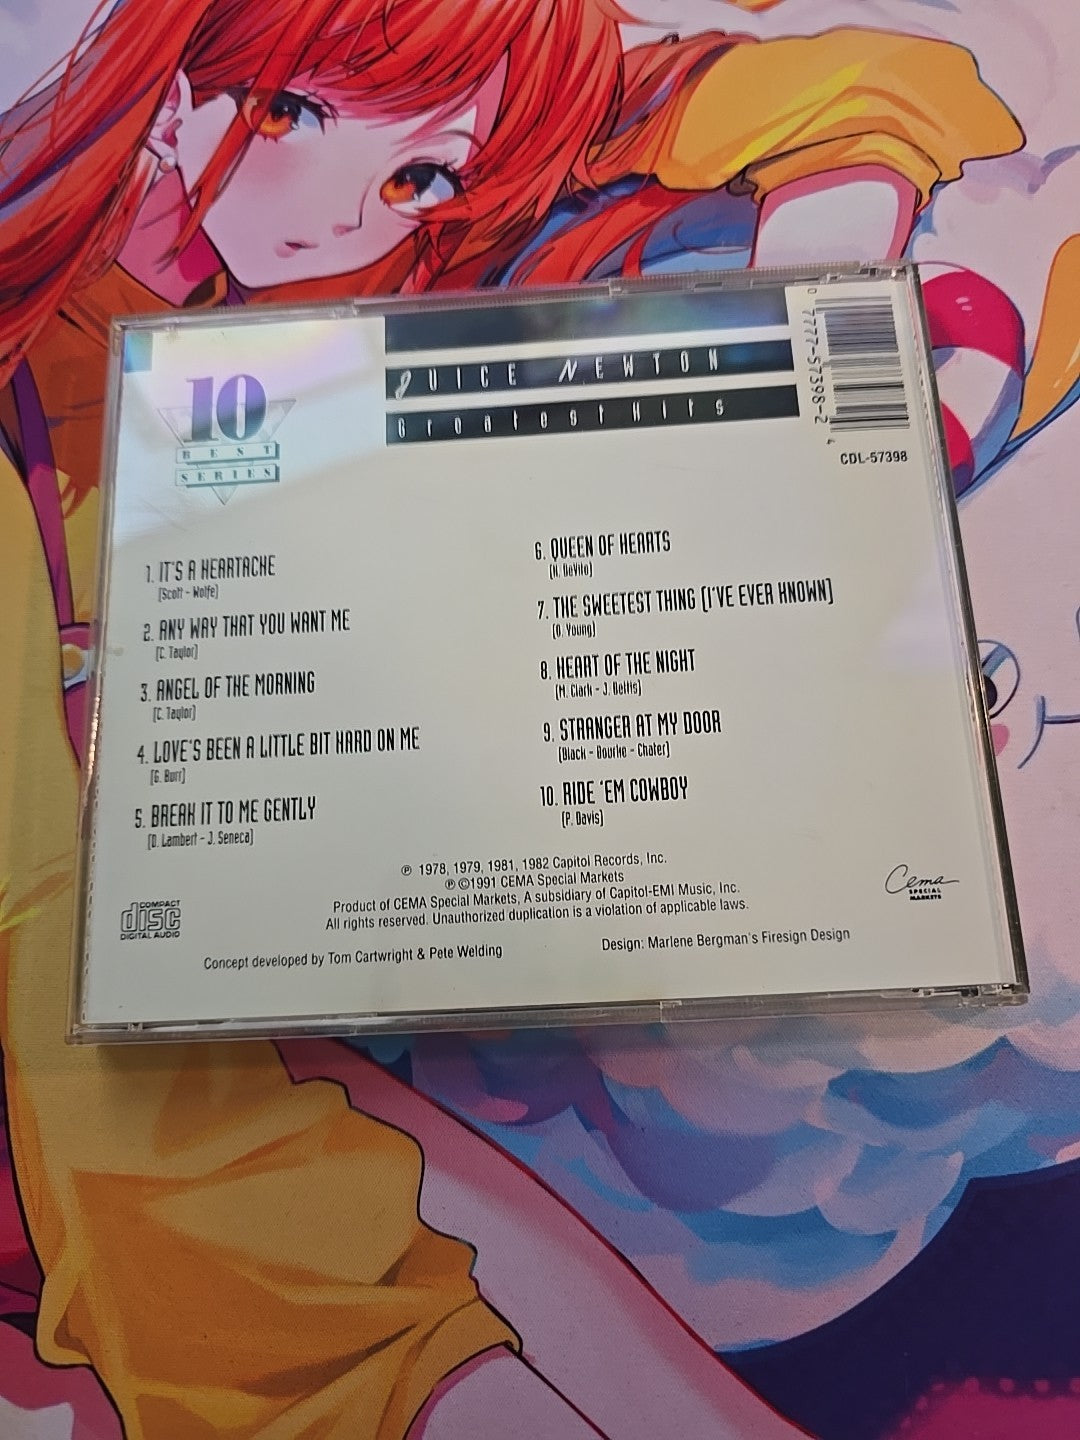 10
BEST
SERIES
JUICE NEWTON
Greatest Hits
0 7777-57398-2 4
CDL-57398
1. IT'S A HEARTACHE
[Scott - Wolfe]
2. ANY WAY THAT YOU WANT ME
[C. Taylor]
3. ANGEL OF THE MORNING
[C. Taylor]
4. LOVE'S BEEN A LITTLE BIT HARD ON ME
[G. Burr]
5. BREAK IT TO ME GENTLY
[D. Lambert - J. Seneca]
6. QUEEN OF HEARTS
[H. DeVito]
7. THE SWEETEST THING [I'VE EVER KNOWN]
[O. Young]
8. HEART OF THE NIGHT
[M. Clark - J. Bettis]
9. STRANGER AT MY DOOR
[Black - Bourke - Chater]
10. RIDE 'EM COWBOY
[P. Davis]
℗ 1978, 1979, 1981, 1982 Capitol Records, Inc.
℗ ©1991 CEMA Special Markets
Product of CEMA Special Markets, A subsidiary of Capitol-EMI Music, Inc.
All rights reserved. Unauthorized duplication is a violation of applicable laws.
COMPACT
disc
DIGITAL AUDIO
Cema
SPECIAL
MARKETS
Concept developed by Tom Cartwright & Pete Welding
Design: Marlene Bergman's Firesign Design